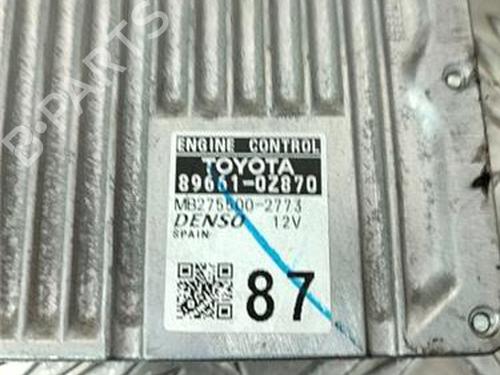 B-PARTS
ENGINE CONTROL
TOYOTA
89661-0Z870
MB275500-2773
DENSO 12V
SPAIN
87